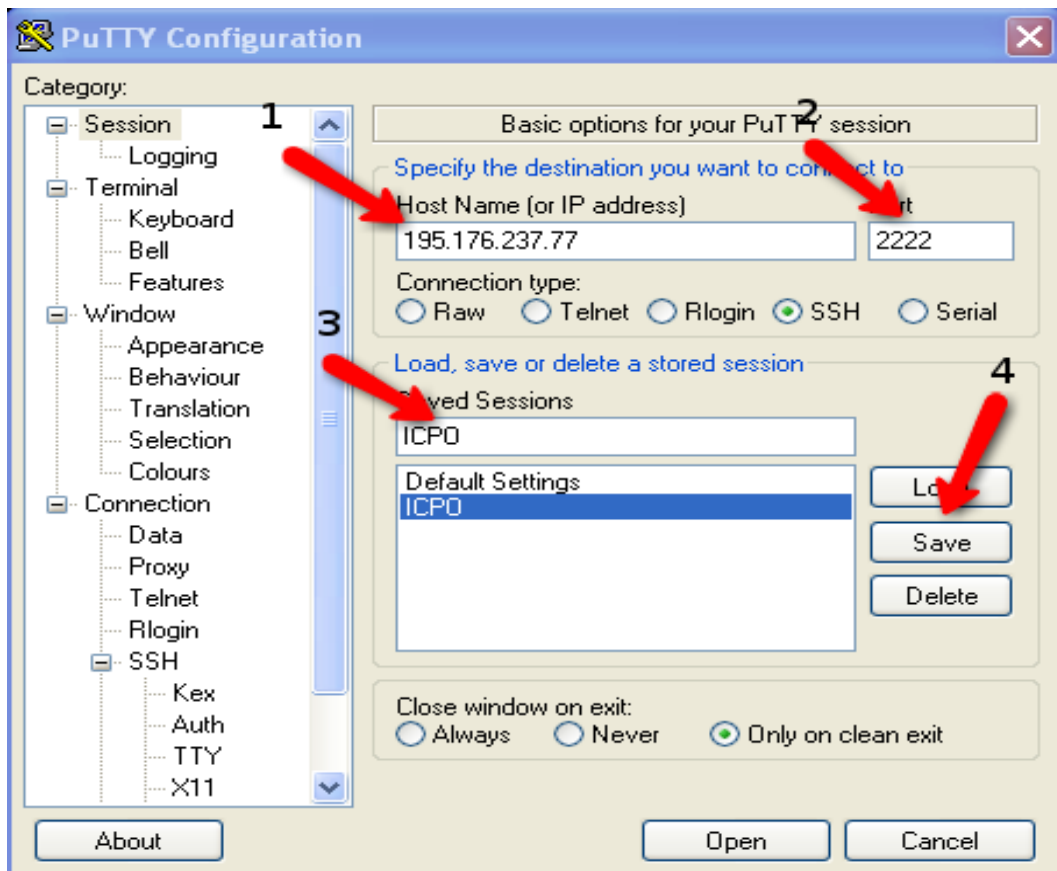 PuTTY Configuration
Category:
Session
Logging
Terminal
Keyboard
Bell
Features
Window
Appearance
Behaviour
Translation
Selection
Colours
Connection
Data
Proxy
Telnet
Rlogin
SSH
Kex
Auth
TTY
X11
About
1
2
Basic options for your PuTTY session
Specify the destination you want to connect to
Host Name (or IP address)
195.176.237.77
2222
Connection type:
Raw Telnet Rlogin SSH Serial
3
Load, save or delete a stored session
4
Saved Sessions
ICPO
Default Settings
ICPO
Load
Save
Delete
Close window on exit:
Always Never Only on clean exit
Open Cancel